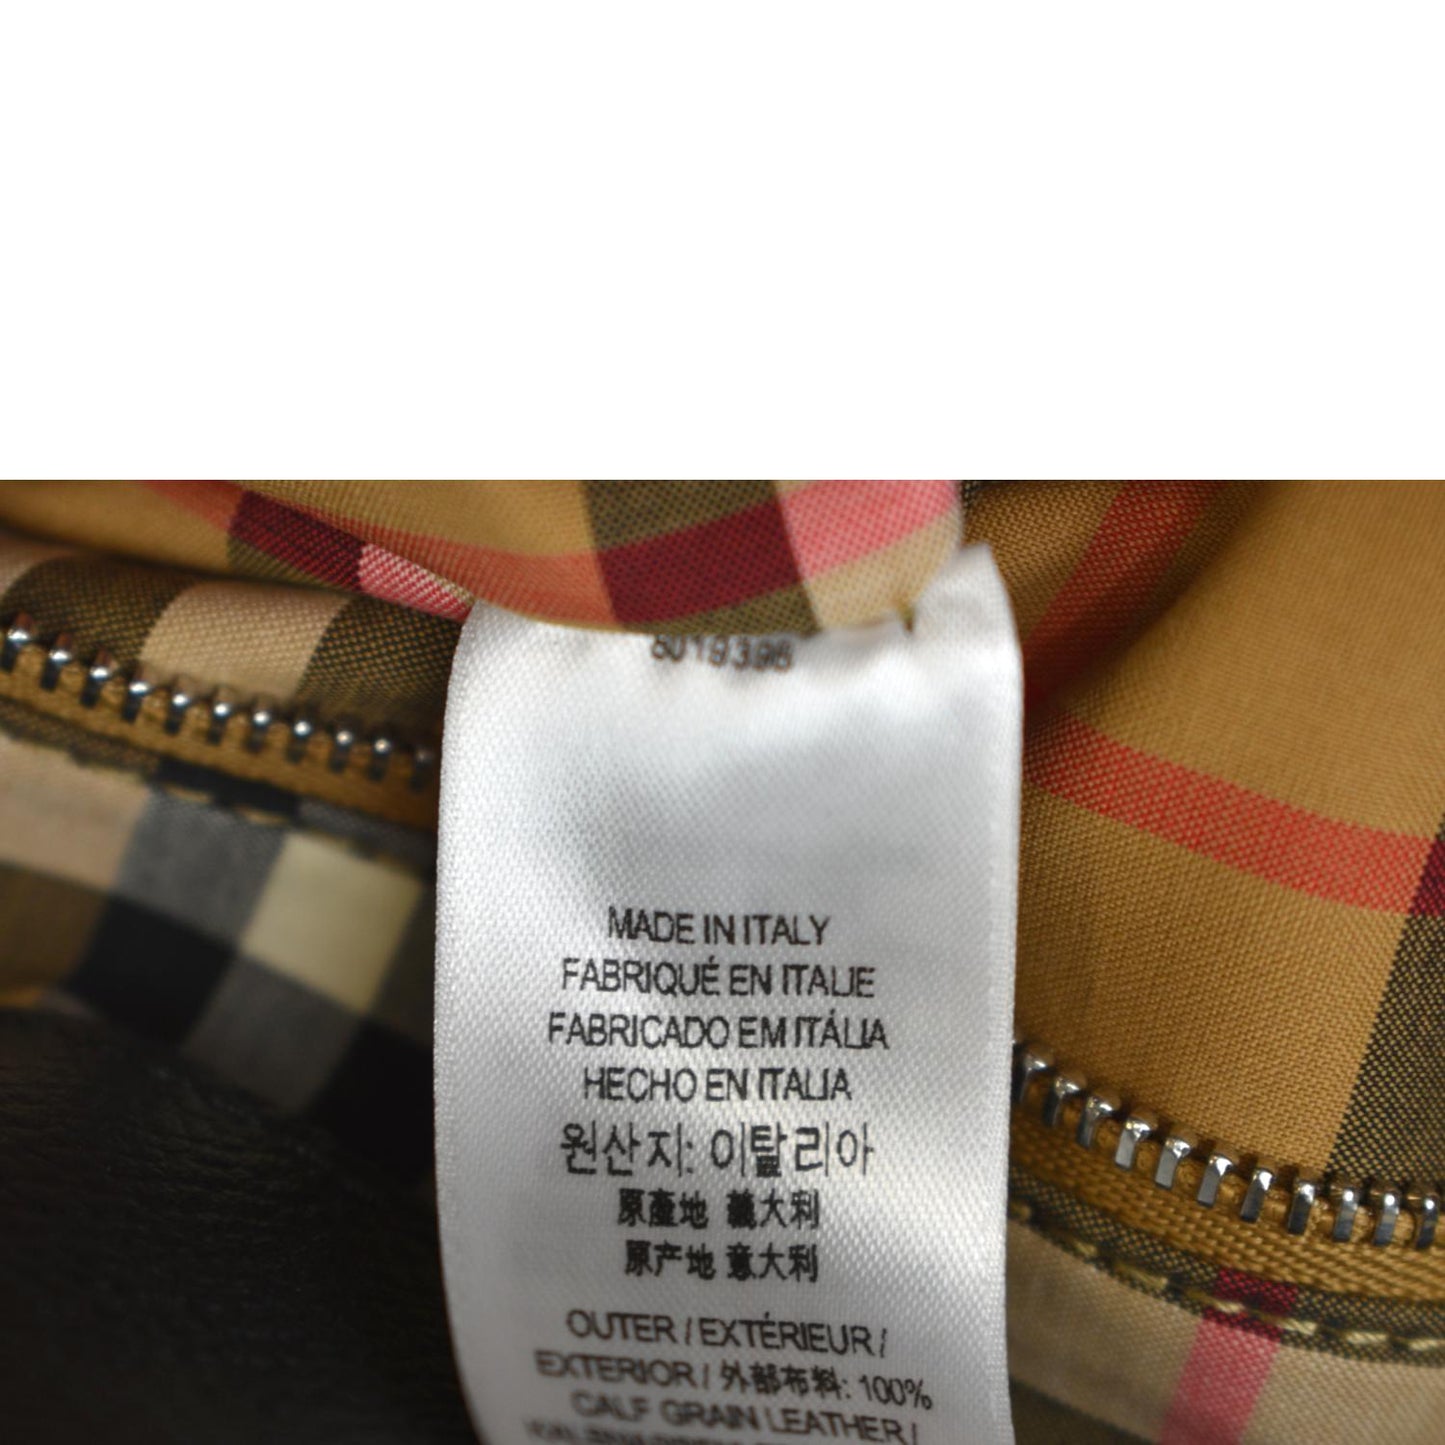 8019398
MADE IN ITALY
FABRIQUÉ EN ITALIE
FABRICADO EM ITÁLIA
HECHO EN ITALIA
원산지: 이탈리아
原產地 義大利
原产地 意大利
OUTER / EXTÉRIEUR /
EXTERIOR / 外部布料: 100%
CALF GRAIN LEATHER /